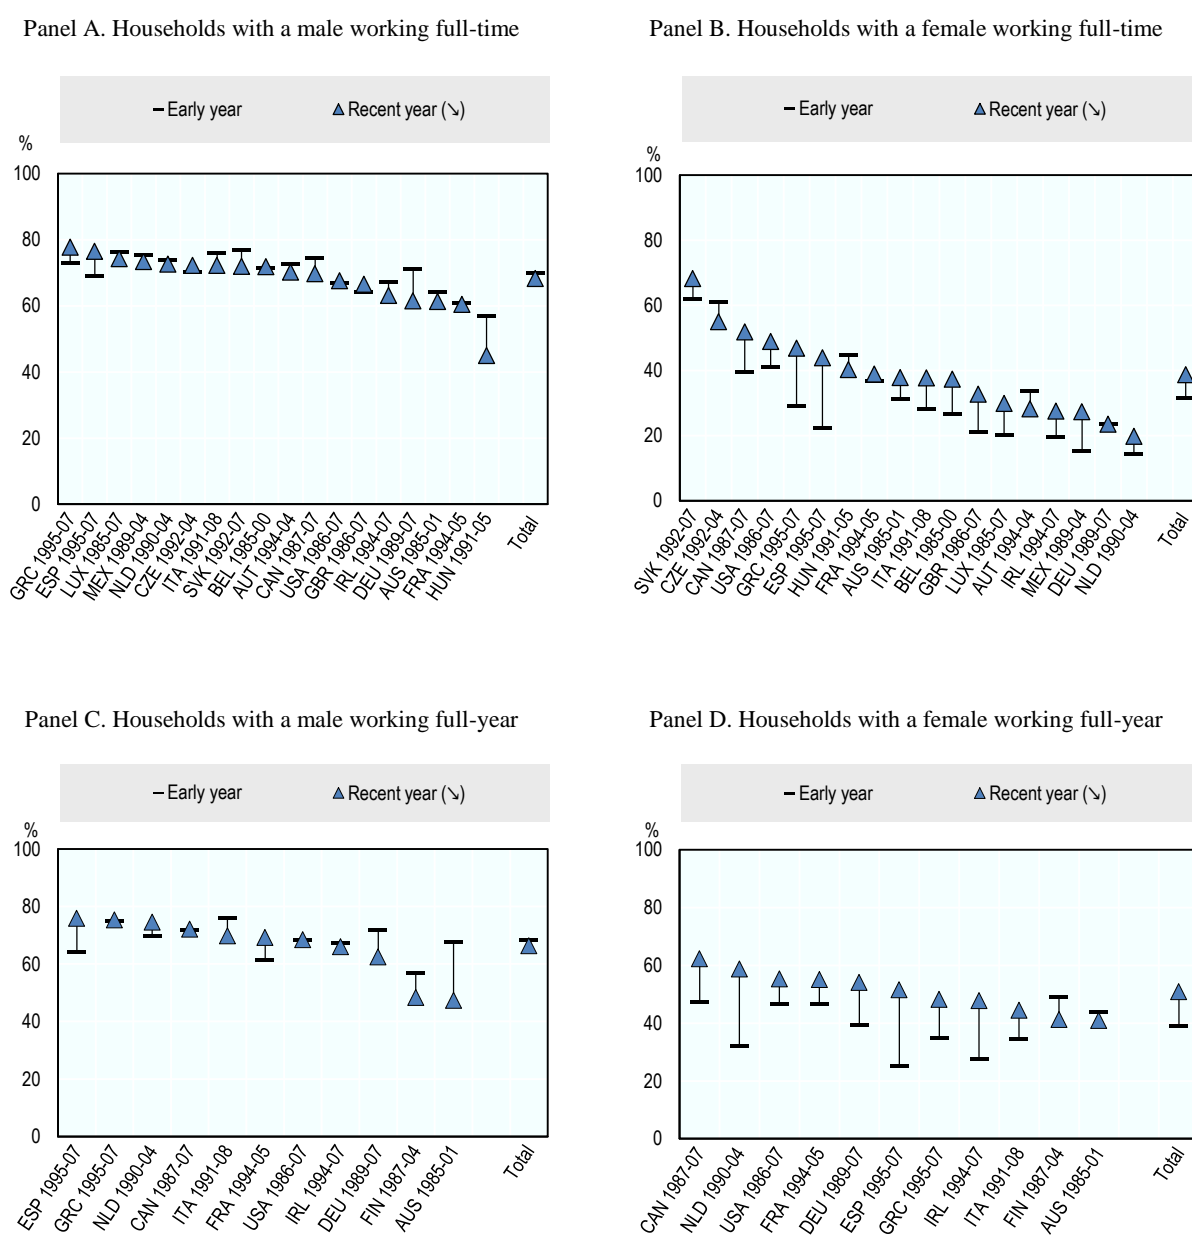 Panel A. Households with a male working full-time
Early year
Recent year (↘)
%
100
80
60
40
20
0
GRC 1995-07
ESP 1995-07
LUX 1985-07
MEX 1989-04
NLD 1990-04
CZE 1992-04
ITA 1991-08
SVK 1992-07
BEL 1985-00
AUT 1994-04
CAN 1987-07
USA 1986-07
GBR 1986-07
IRL 1994-07
DEU 1989-07
AUS 1985-01
FRA 1994-05
HUN 1991-05
Total
Panel B. Households with a female working full-time
Early year
Recent year (↘)
%
100
80
60
40
20
0
SVK 1992-07
CZE 1992-04
CAN 1987-07
USA 1986-07
GRC 1995-07
ESP 1995-07
HUN 1991-05
FRA 1994-05
AUS 1985-01
ITA 1991-08
BEL 1985-00
GBR 1986-07
LUX 1985-07
AUT 1994-04
IRL 1994-07
MEX 1989-04
DEU 1989-07
NLD 1990-04
Total
Panel C. Households with a male working full-year
Early year
Recent year (↘)
%
100
80
60
40
20
0
ESP 1995-07
GRC 1995-07
NLD 1990-04
CAN 1987-07
ITA 1991-08
FRA 1994-05
USA 1986-07
IRL 1994-07
DEU 1989-07
FIN 1987-04
AUS 1985-01
Total
Panel D. Households with a female working full-year
Early year
Recent year (↘)
%
100
80
60
40
20
0
CAN 1987-07
NLD 1990-04
USA 1986-07
FRA 1994-05
DEU 1989-07
ESP 1995-07
GRC 1995-07
IRL 1994-07
ITA 1991-08
FIN 1987-04
AUS 1985-01
Total